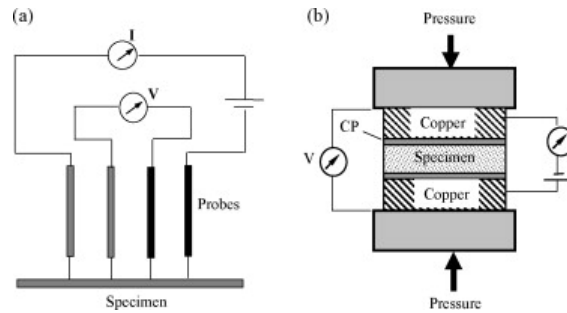 (a)
I
V
Probes
Specimen
(b)
Pressure
CP
Copper
V
Specimen
Copper
Pressure